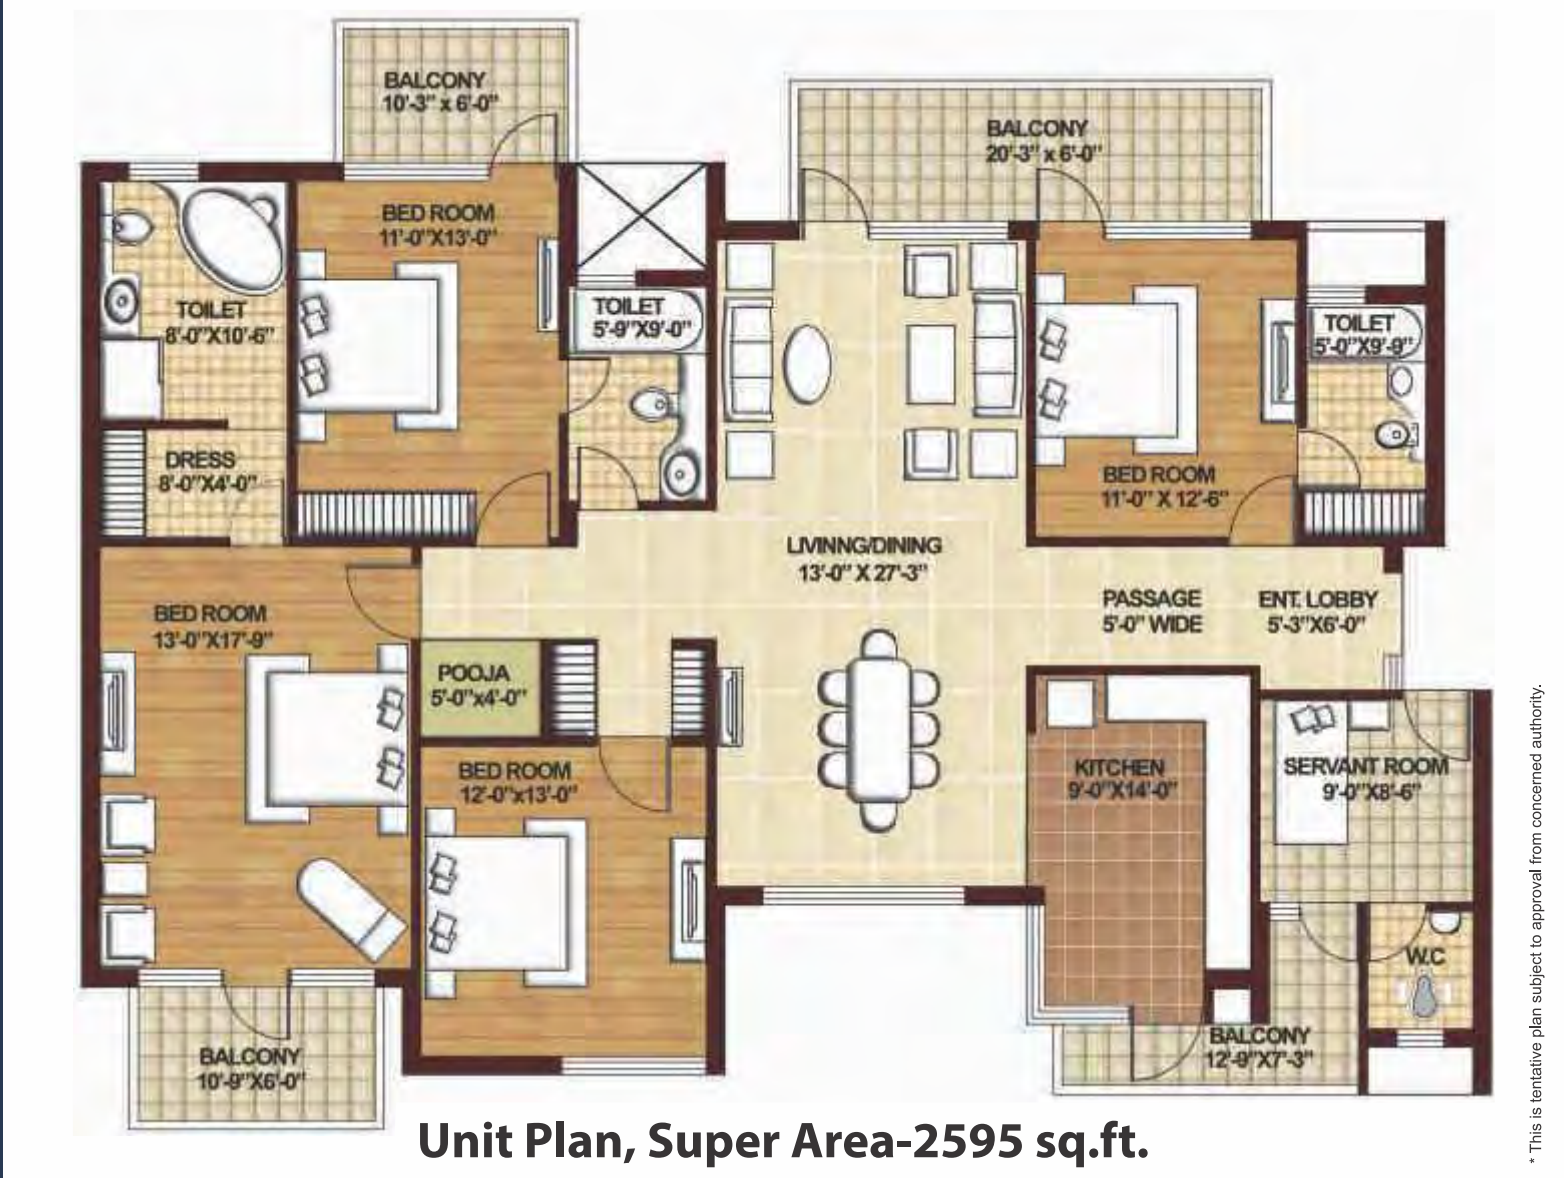 BALCONY
10'-3" x 6'-0"
BALCONY
20'-3" x 6'-0"
BED ROOM
11'-0"X13'-0"
TOILET
8'-0"X10'-6"
TOILET
5'-9"X9'-0"
TOILET
5'-0"X9'-9"
DRESS
8'-0"X4'-0"
BED ROOM
11'-0" X 12'-6"
LIVINNG/DINING
13'-0" X 27'-3"
PASSAGE
5'-0" WIDE
ENT. LOBBY
5'-3"X6'-0"
BED ROOM
13'-0"X17'-9"
POOJA
5'-0"x4'-0"
BED ROOM
12'-0"x13'-0"
KITCHEN
9'-0"X14'-0"
SERVANT ROOM
9'-0"X8'-6"
W.C
BALCONY
12'-9"X7'-3"
BALCONY
10'-9"X6'-0"
Unit Plan, Super Area-2595 sq.ft.
* This is tentative plan subject to approval from concerned authority.